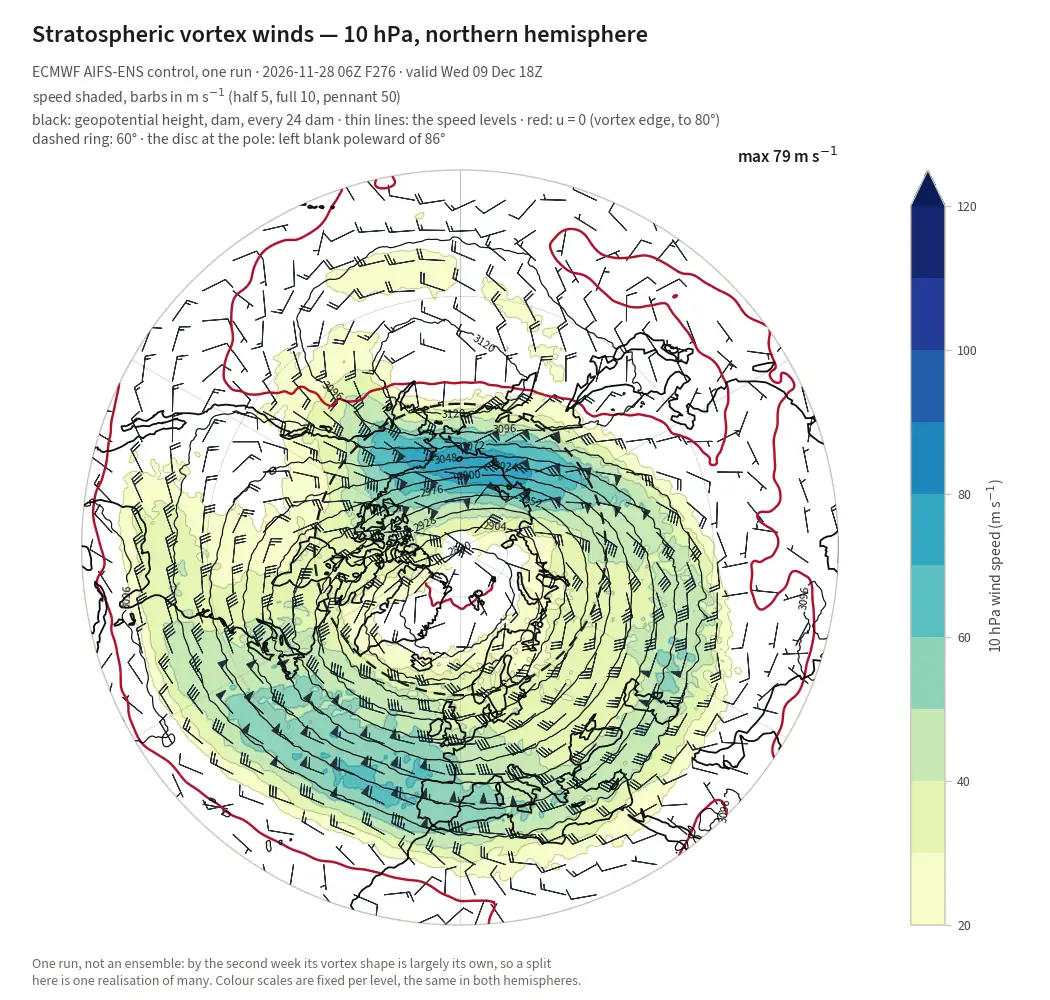 Stratospheric vortex winds — 10 hPa, northern hemisphere
ECMWF AIFS-ENS control, one run · 2026-11-28 06Z F276 · valid Wed 09 Dec 18Z
speed shaded, barbs in m s⁻¹ (half 5, full 10, pennant 50)
black: geopotential height, dam, every 24 dam · thin lines: the speed levels · red: u = 0 (vortex edge, to 80°)
dashed ring: 60° · the disc at the pole: left blank poleward of 86°
max 79 m s⁻¹
120
100
80
60
40
20
10 hPa wind speed (m s⁻¹)
3120
3120
3096
3048
2976
2928
2904
3096
3096
One run, not an ensemble: by the second week its vortex shape is largely its own, so a split
here is one realisation of many. Colour scales are fixed per level, the same in both hemispheres.